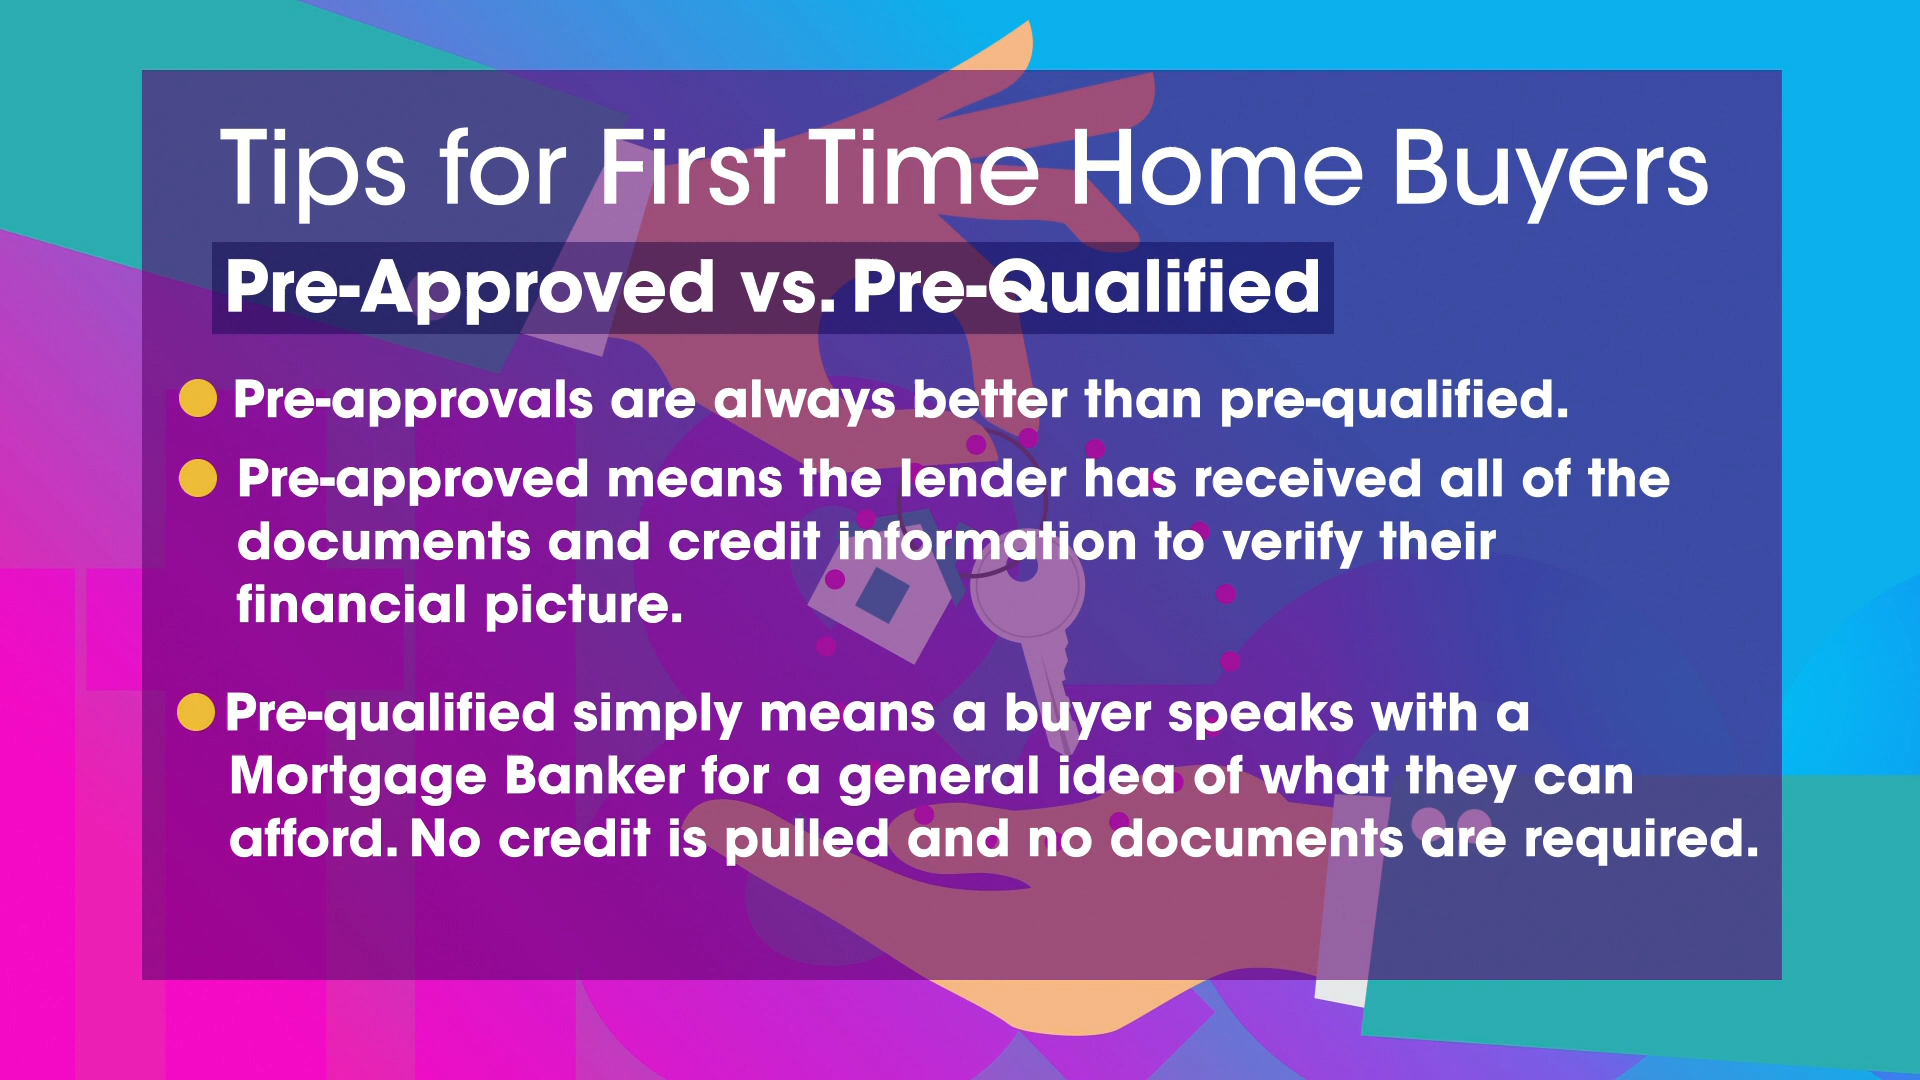 Tips for First Time Home Buyers
Pre-Approved vs. Pre-Qualified
Pre-approvals are always better than pre-qualified.
Pre-approved means the lender has received all of the
documents and credit information to verify their
financial picture.
Pre-qualified simply means a buyer speaks with a
Mortgage Banker for a general idea of what they can
afford. No credit is pulled and no documents are required.